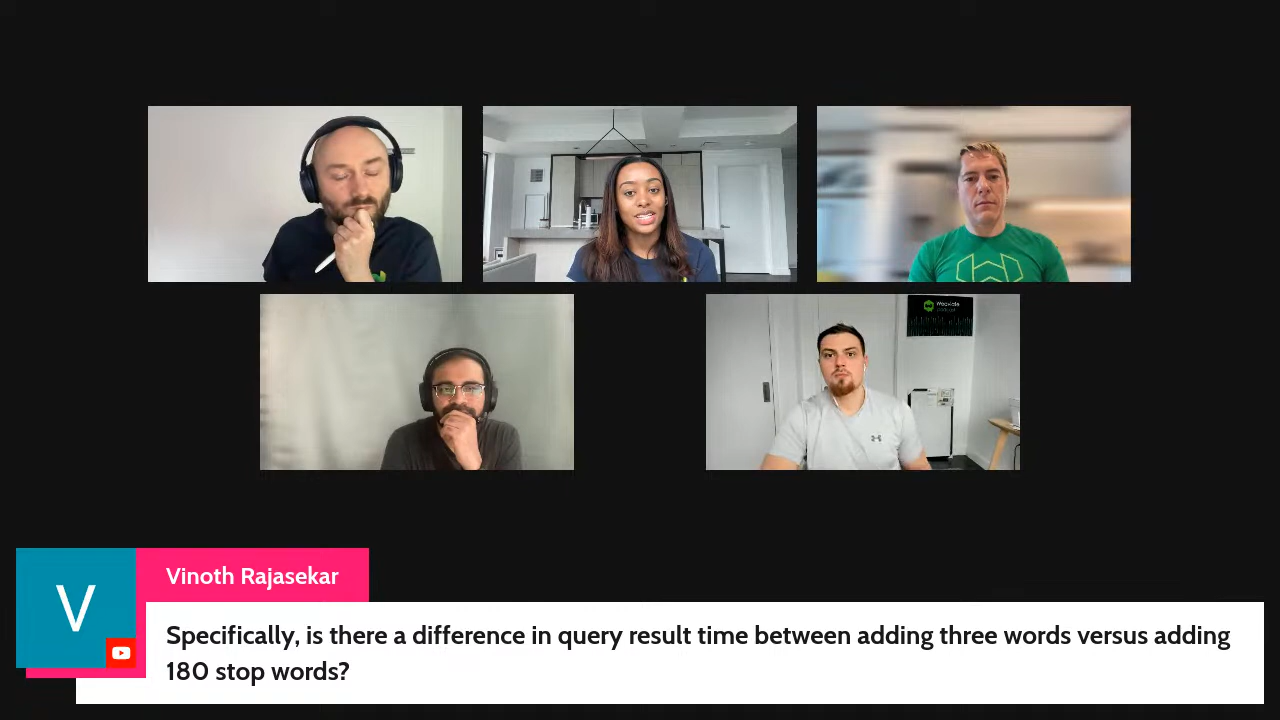 Weaviate
Vinoth Rajasekar
V
Specifically, is there a difference in query result time between adding three words versus adding
180 stop words?